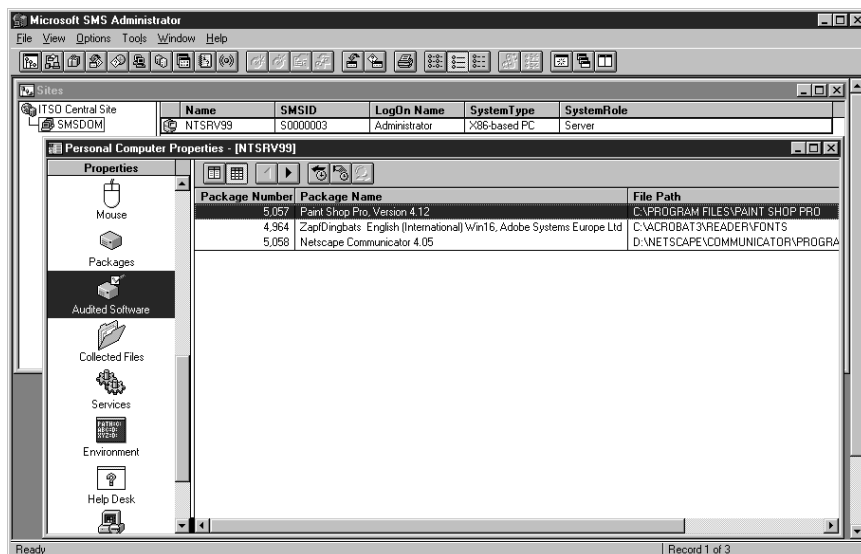 Microsoft SMS Administrator
File View Options Tools Window Help
Sites
ITSO Central Site
SMSDOM
Name SMSID LogOn Name SystemType SystemRole
NTSRV99 S0000003 Administrator X86-based PC Server
Personal Computer Properties - [NTSRV99]
Properties
Mouse
Packages
Audited Software
Collected Files
Services
PATH=C:
ABC=D:
XYZ=D:
Environment
Help Desk
Package Number Package Name File Path
5,057 Paint Shop Pro, Version 4.12 C:\PROGRAM FILES\PAINT SHOP PRO
4,964 ZapfDingbats English (International) Win16, Adobe Systems Europe Ltd C:\ACROBAT3\READER\FONTS
5,058 Netscape Communicator 4.05 D:\NETSCAPE\COMMUNICATOR\PROGRA
Ready Record 1 of 3